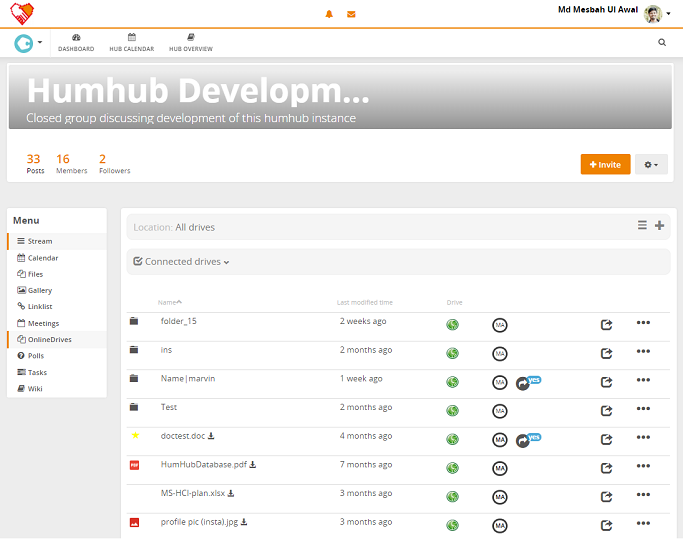 Md Mesbah Ul Awal
DASHBOARD HUB CALENDAR HUB OVERVIEW
Humhub Developm...
Closed group discussing development of this humhub instance
33 16 2
Posts Members Followers
Invite
Menu
Stream
Calendar
Files
Gallery
Linklist
Meetings
OnlineDrives
Polls
Tasks
Wiki
Location: All drives
Connected drives
Name Last modified time Drive
folder_15 2 weeks ago MA
ins 2 months ago MA
Name|marvin 1 week ago MA yes
Test 2 months ago MA
doctest.doc 4 months ago MA yes
PDF HumHubDatabase.pdf 7 months ago MA
MS-HCI-plan.xlsx 3 months ago MA
profile pic (insta).jpg 3 months ago MA